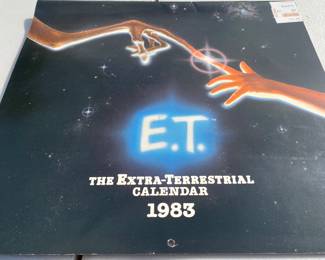 E.T.
THE EXTRA-TERRESTRIAL
CALENDAR
1983